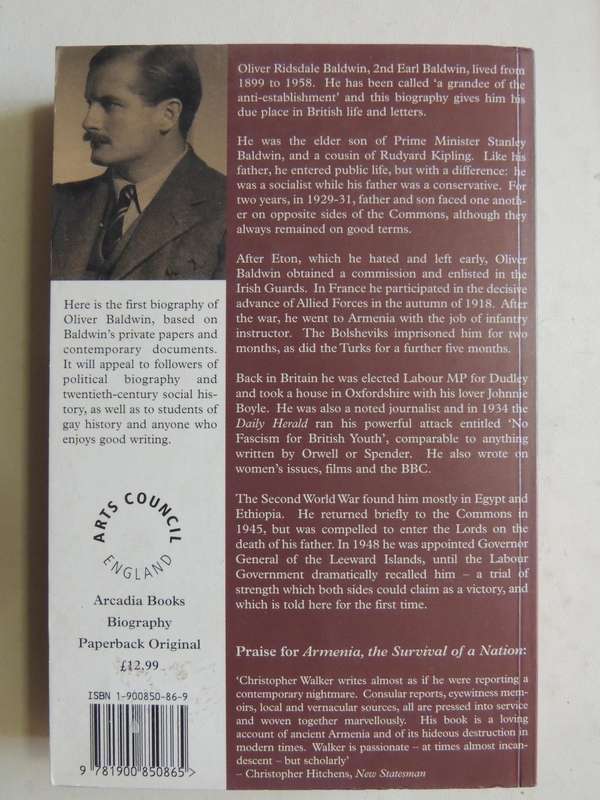 Oliver Ridsdale Baldwin, 2nd Earl Baldwin, lived from
1899 to 1958. He has been called ‘a grandee of the
anti-establishment’ and this biography gives him his
due place in British life and letters.
He was the elder son of Prime Minister Stanley
Baldwin, and a cousin of Rudyard Kipling. Like his
father, he entered public life, but with a difference: he
was a socialist while his father was a conservative. For
two years, in 1929-31, father and son faced one anoth-
er on opposite sides of the Commons, although they
always remained on good terms.
After Eton, which he hated and left early, Oliver
Baldwin obtained a commission and enlisted in the
Irish Guards. In France he participated in the decisive
advance of Allied Forces in the autumn of 1918. After
the war, he went to Armenia with the job of infantry
instructor. The Bolsheviks imprisoned him for two
months, as did the Turks for a further five months.
Back in Britain he was elected Labour MP for Dudley
and took a house in Oxfordshire with his lover Johnnie
Boyle. He was also a noted journalist and in 1934 the
Daily Herald ran his powerful attack entitled ‘No
Fascism for British Youth’, comparable to anything
written by Orwell or Spender. He also wrote on
women’s issues, films and the BBC.
The Second World War found him mostly in Egypt and
Ethiopia. He returned briefly to the Commons in
1945, but was compelled to enter the Lords on the
death of his father. In 1948 he was appointed Governor
General of the Leeward Islands, until the Labour
Government dramatically recalled him – a trial of
strength which both sides could claim as a victory, and
which is told here for the first time.
Praise for Armenia, the Survival of a Nation:
‘Christopher Walker writes almost as if he were reporting a
contemporary nightmare. Consular reports, eyewitness mem-
oirs, local and vernacular sources, all are pressed into service
and woven together marvellously. His book is a loving
account of ancient Armenia and of its hideous destruction in
modern times. Walker is passionate – at times almost incan-
descent – but scholarly’
– Christopher Hitchens, New Statesman
Here is the first biography of
Oliver Baldwin, based on
Baldwin’s private papers and
contemporary documents.
It will appeal to followers of
political biography and
twentieth-century social his-
tory, as well as to students of
gay history and anyone who
enjoys good writing.
ARTS COUNCIL
ENGLAND
Arcadia Books
Biography
Paperback Original
£12.99
ISBN 1-900850-86-9
9 781900 850865 >